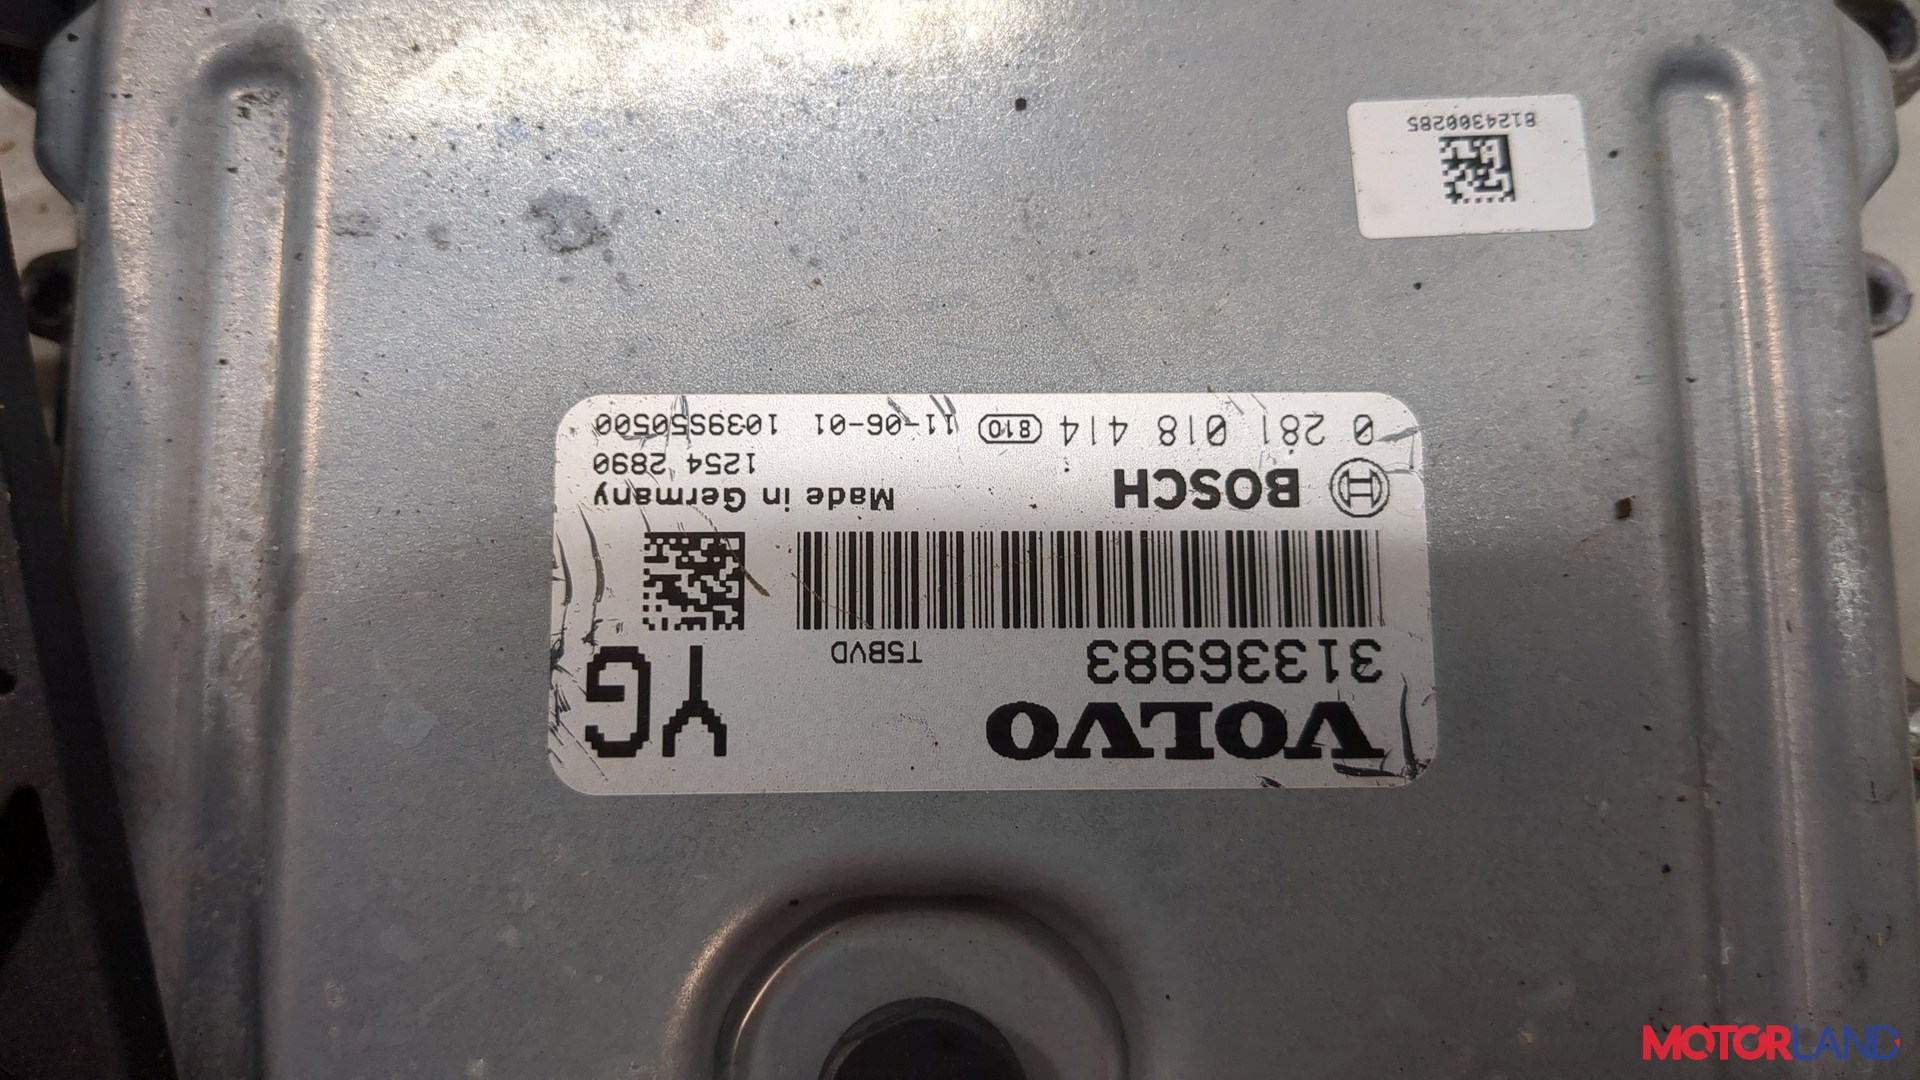 VOLVO
YG
31336983
T5BVD
BOSCH
Made in Germany
1254 2890
0 281 018 414 810 11-06-01 1039S50500
81243000285
MOTORLAND